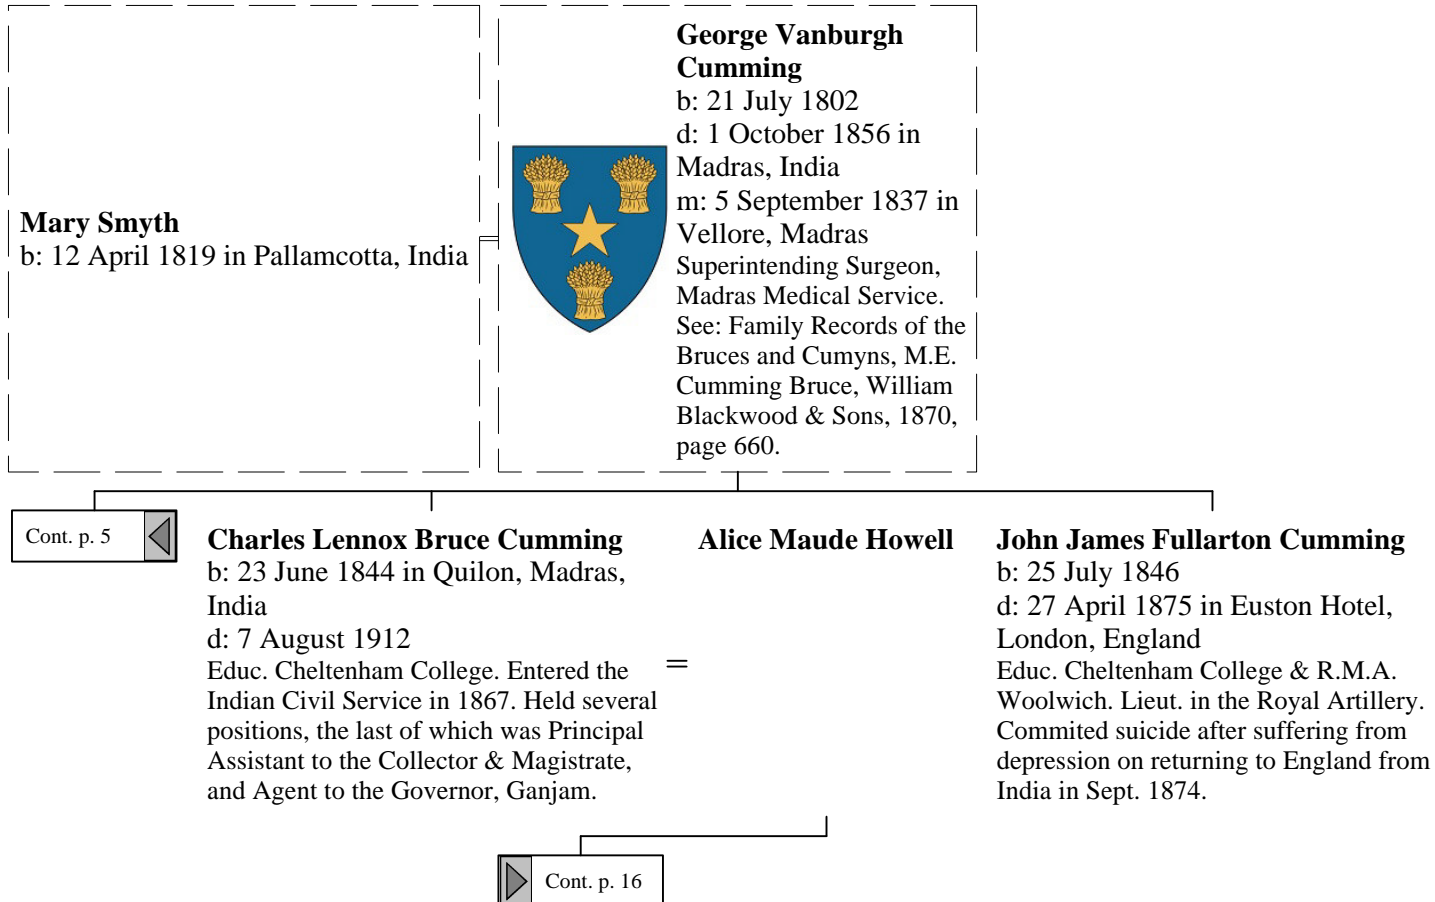 Mary Smyth
b: 12 April 1819 in Pallamcotta, India
George Vanburgh
Cumming
b: 21 July 1802
d: 1 October 1856 in
Madras, India
m: 5 September 1837 in
Vellore, Madras
Superintending Surgeon,
Madras Medical Service.
See: Family Records of the
Bruces and Cumyns, M.E.
Cumming Bruce, William
Blackwood & Sons, 1870,
page 660.
Cont. p. 5
Charles Lennox Bruce Cumming
b: 23 June 1844 in Quilon, Madras,
India
d: 7 August 1912
Educ. Cheltenham College. Entered the
Indian Civil Service in 1867. Held several
positions, the last of which was Principal
Assistant to the Collector & Magistrate,
and Agent to the Governor, Ganjam.
=
Alice Maude Howell
John James Fullarton Cumming
b: 25 July 1846
d: 27 April 1875 in Euston Hotel,
London, England
Educ. Cheltenham College & R.M.A.
Woolwich. Lieut. in the Royal Artillery.
Commited suicide after suffering from
depression on returning to England from
India in Sept. 1874.
Cont. p. 16